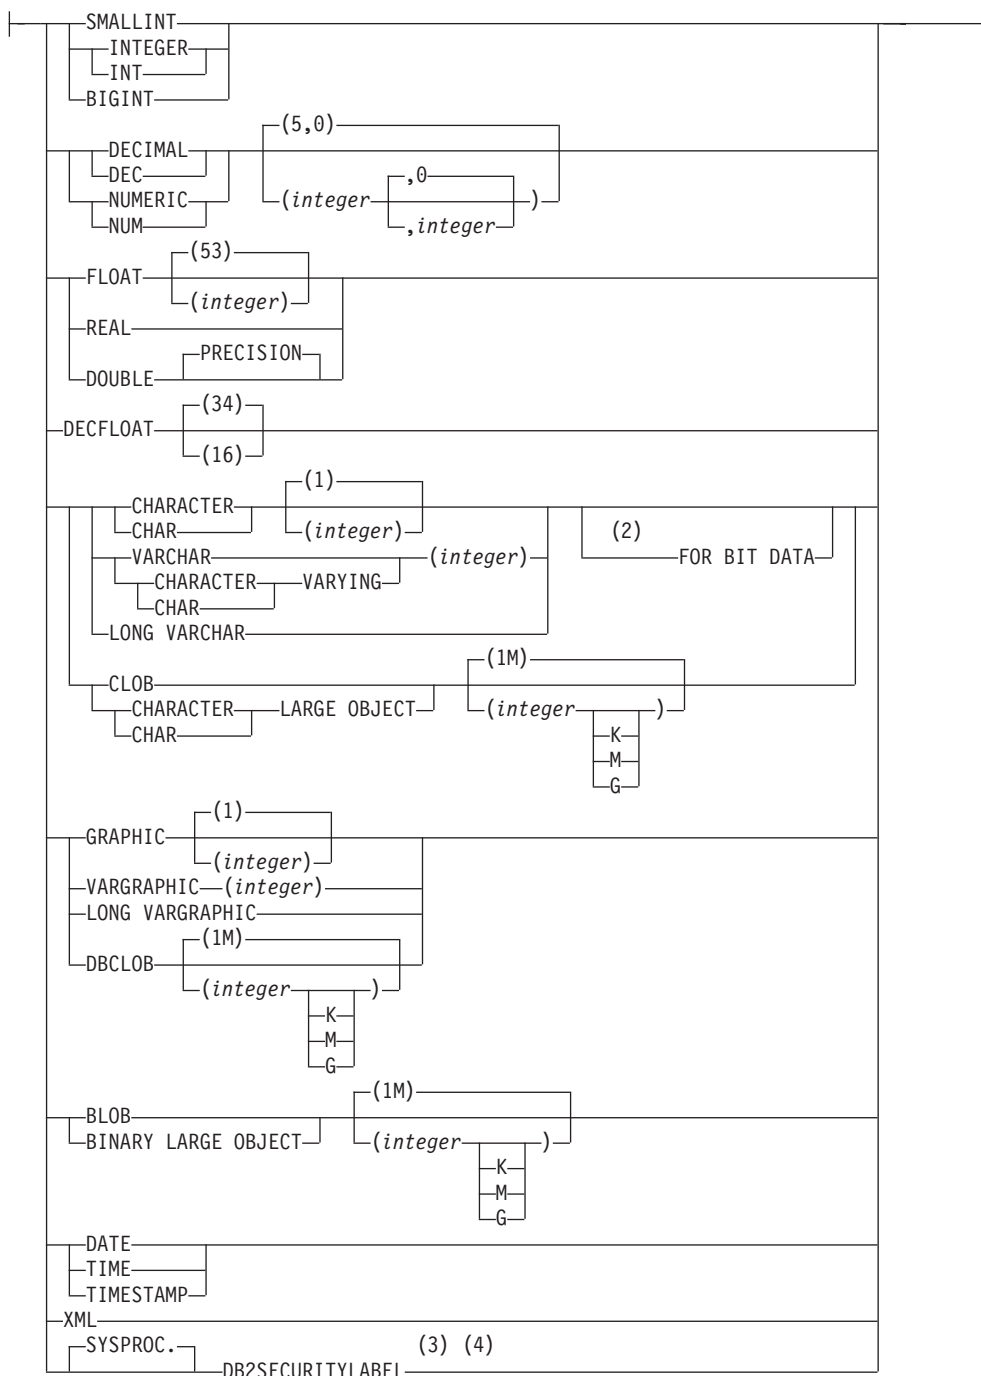 SMALLINT
INTEGER
INT
BIGINT
(5,0)
DECIMAL
DEC
,0
NUMERIC
(integer )
NUM
,integer
(53)
FLOAT
(integer)
REAL
PRECISION
DOUBLE
(34)
DECFLOAT
(16)
(1)
CHARACTER
CHAR
(integer)
(2)
VARCHAR
(integer)
FOR BIT DATA
CHARACTER VARYING
CHAR
LONG VARCHAR
(1M)
CLOB
CHARACTER LARGE OBJECT
(integer )
CHAR
K
M
G
(1)
GRAPHIC
(integer)
VARGRAPHIC (integer)
LONG VARGRAPHIC
(1M)
DBCLOB
(integer )
K
M
G
(1M)
BLOB
BINARY LARGE OBJECT
(integer )
K
M
G
DATE
TIME
TIMESTAMP
XML
SYSPROC.
(3) (4)
DB2SECURITYLABEL